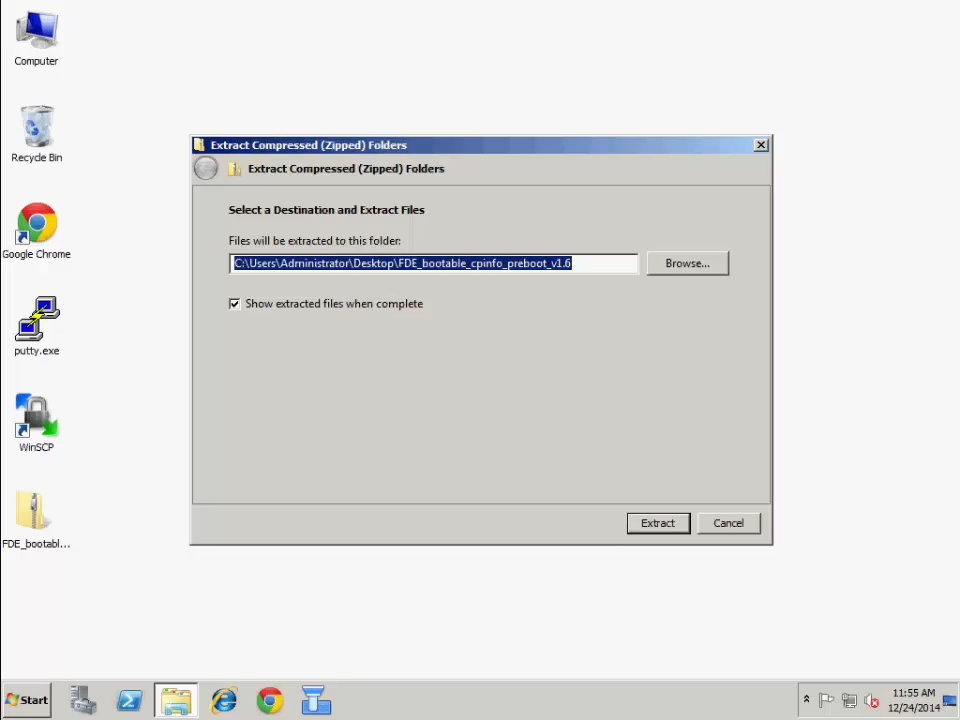 Computer
Recycle Bin
Google Chrome
putty.exe
WinSCP
FDE_bootabl...
Extract Compressed (Zipped) Folders
Extract Compressed (Zipped) Folders
Select a Destination and Extract Files
Files will be extracted to this folder:
C:\Users\Administrator\Desktop\FDE_bootable_cpinfo_preboot_v1.6
Browse...
Show extracted files when complete
Extract
Cancel
Start
11:55 AM
12/24/2014